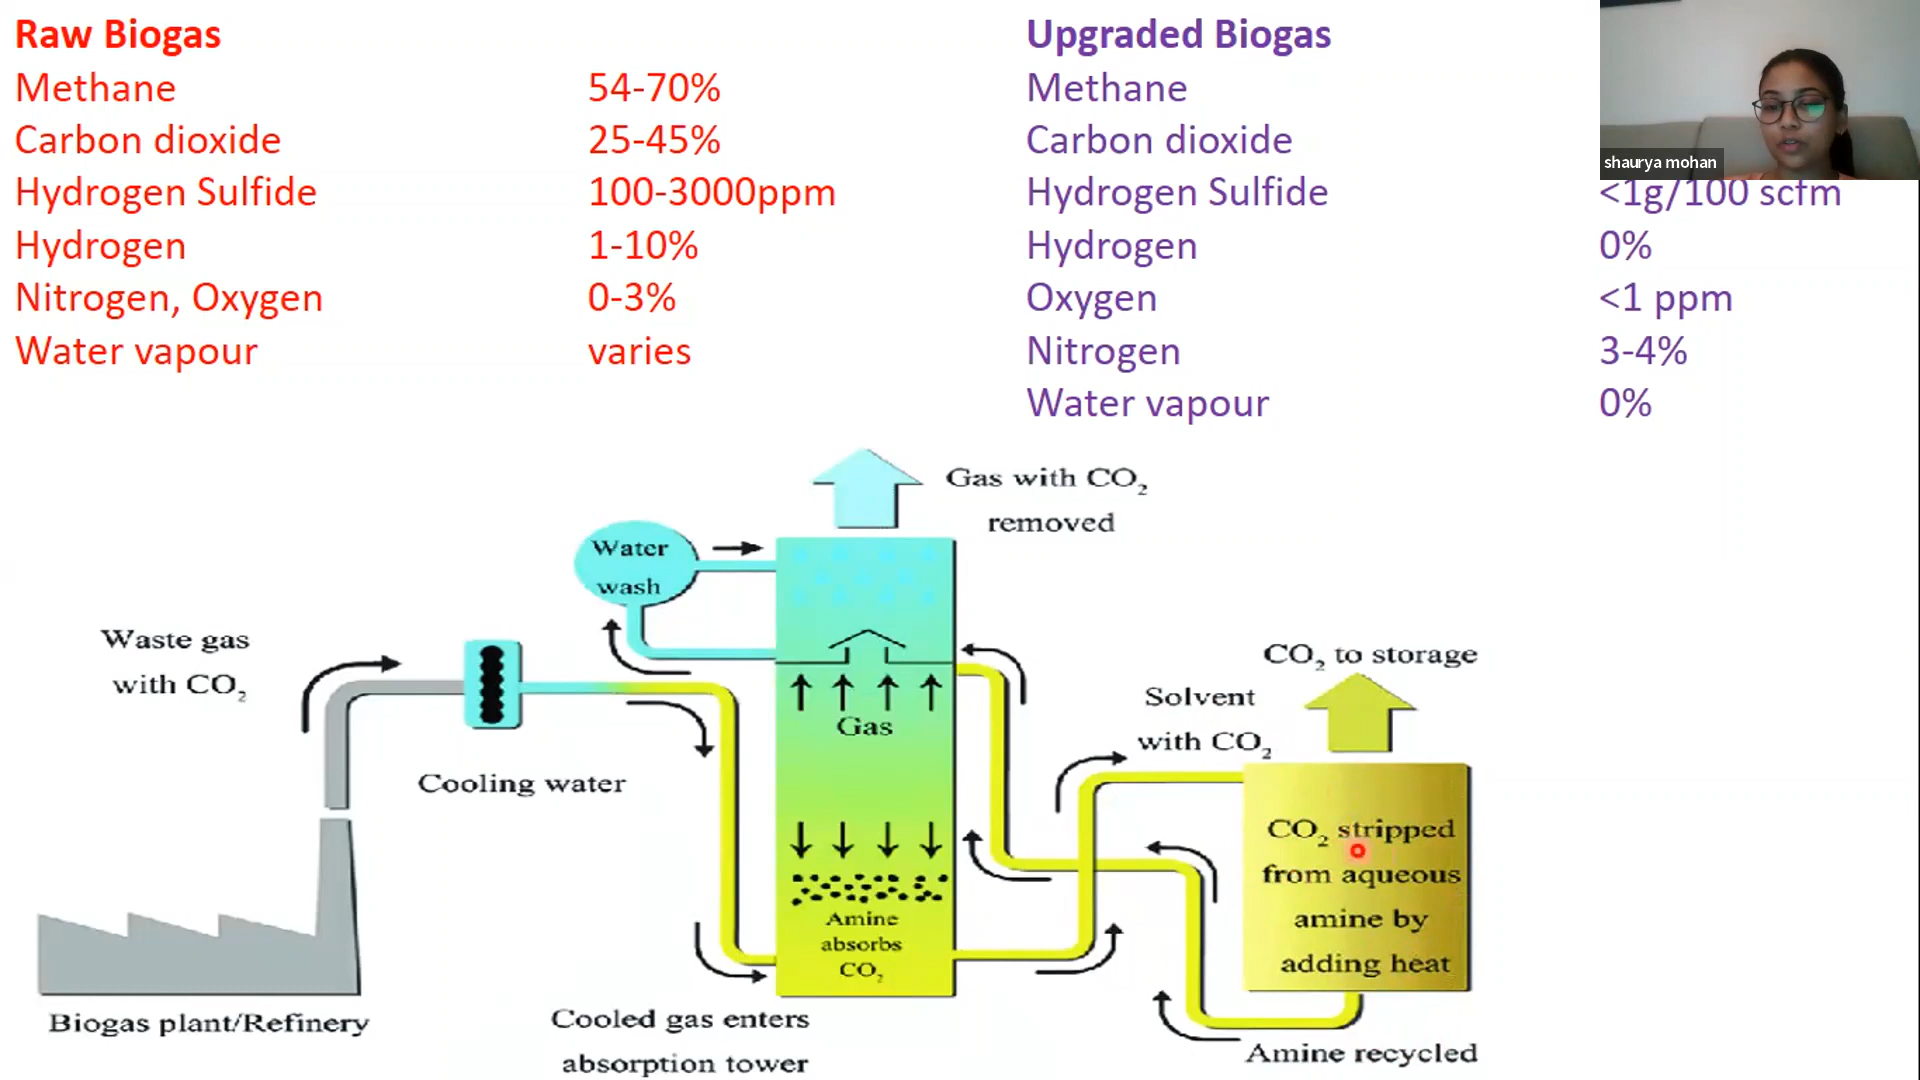 Raw Biogas
Methane 54-70%
Carbon dioxide 25-45%
Hydrogen Sulfide 100-3000ppm
Hydrogen 1-10%
Nitrogen, Oxygen 0-3%
Water vapour varies
Upgraded Biogas
Methane
Carbon dioxide
Hydrogen Sulfide <1g/100 scfm
Hydrogen 0%
Oxygen <1 ppm
Nitrogen 3-4%
Water vapour 0%
shaurya mohan
Gas with CO₂
removed
Water
wash
Waste gas
with CO₂
Cooling water
Gas
Amine
absorbs
CO₂
Solvent
with CO₂
CO₂ to storage
CO₂ stripped
from aqueous
amine by
adding heat
Biogas plant/Refinery
Cooled gas enters
absorption tower
Amine recycled